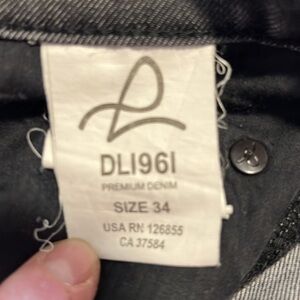 DL1961
PREMIUM DENIM
SIZE 34
USA RN 126855
CA 37584